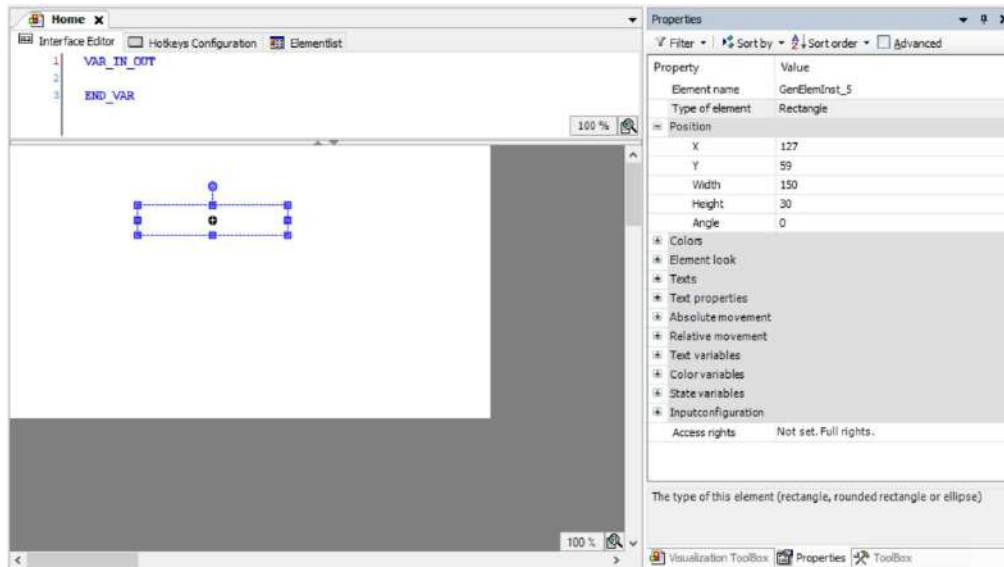 Home X
Interface Editor Hotkeys Configuration Elementlist
1 VAR_IN_OUT
2
3 END_VAR
100 %
100 %
Properties
Filter Sort by Sort order Advanced
Property Value
Element name GenElemInst_5
Type of element Rectangle
Position
X 127
Y 59
Width 150
Height 30
Angle 0
Colors
Element look
Texts
Text properties
Absolute movement
Relative movement
Text variables
Color variables
State variables
Inputconfiguration
Access rights Not set. Full rights.
The type of this element (rectangle, rounded rectangle or ellipse)
Visualization ToolBox Properties ToolBox